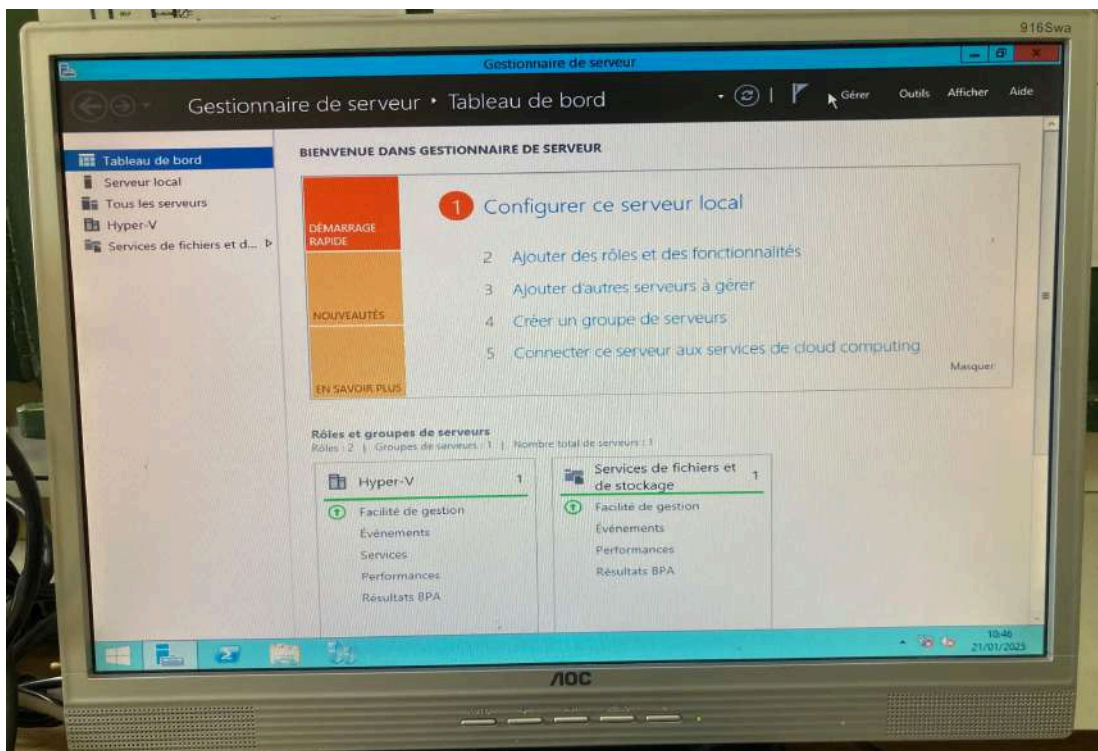 916Swa
Gestionnaire de serveur
Gestionnaire de serveur • Tableau de bord
Gérer Outils Afficher Aide
Tableau de bord
Serveur local
Tous les serveurs
Hyper-V
Services de fichiers et d...
BIENVENUE DANS GESTIONNAIRE DE SERVEUR
DÉMARRAGE
RAPIDE
NOUVEAUTÉS
EN SAVOIR PLUS
1 Configurer ce serveur local
2 Ajouter des rôles et des fonctionnalités
3 Ajouter d'autres serveurs à gérer
4 Créer un groupe de serveurs
5 Connecter ce serveur aux services de cloud computing
Masquer
Rôles et groupes de serveurs
Rôles : 2 | Groupes de serveurs : 1 | Nombre total de serveurs : 1
Hyper-V 1
Facilité de gestion
Événements
Services
Performances
Résultats BPA
Services de fichiers et
de stockage 1
Facilité de gestion
Événements
Performances
Résultats BPA
10:46
21/01/2025
AOC